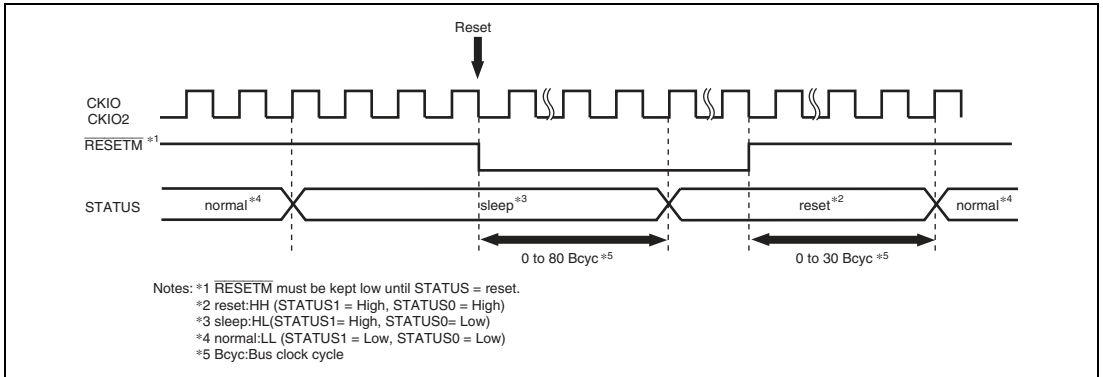 Reset
CKIO
CKIO2
RESETM *1
STATUS
normal*4
sleep*3
reset*2
normal*4
0 to 80 Bcyc *5
0 to 30 Bcyc *5
Notes: *1 RESETM must be kept low until STATUS = reset.
*2 reset:HH (STATUS1 = High, STATUS0 = High)
*3 sleep:HL(STATUS1= High, STATUS0= Low)
*4 normal:LL (STATUS1 = Low, STATUS0 = Low)
*5 Bcyc:Bus clock cycle